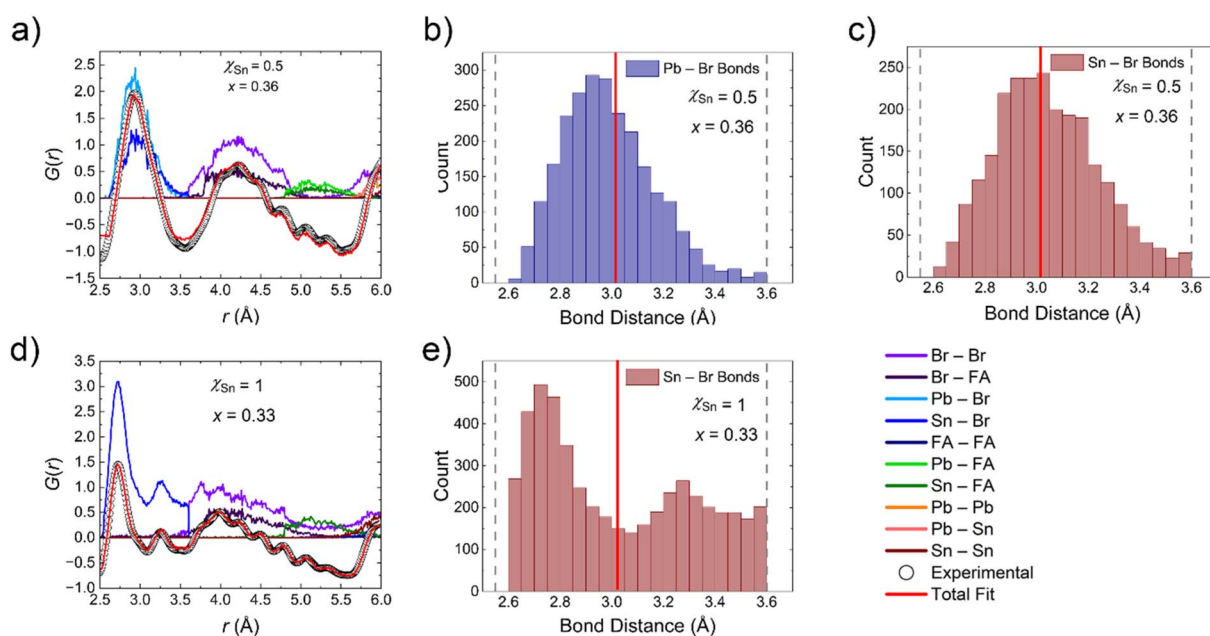 a)
χSn = 0.5
x = 0.36
G(r)
2.5
2.0
1.5
1.0
0.5
0.0
-0.5
-1.0
-1.5
2.5 3.0 3.5 4.0 4.5 5.0 5.5 6.0
r (Å)
b)
Pb – Br Bonds
χSn = 0.5
x = 0.36
Count
300
250
200
150
100
50
0
2.6 2.8 3.0 3.2 3.4 3.6
Bond Distance (Å)
c)
Sn – Br Bonds
χSn = 0.5
x = 0.36
Count
250
200
150
100
50
0
2.6 2.8 3.0 3.2 3.4 3.6
Bond Distance (Å)
d)
χSn = 1
x = 0.33
G(r)
3.5
3.0
2.5
2.0
1.5
1.0
0.5
0.0
-0.5
-1.0
2.5 3.0 3.5 4.0 4.5 5.0 5.5 6.0
r (Å)
e)
Sn – Br Bonds
χSn = 1
x = 0.33
Count
500
400
300
200
100
0
2.6 2.8 3.0 3.2 3.4 3.6
Bond Distance (Å)
Br – Br
Br – FA
Pb – Br
Sn – Br
FA – FA
Pb – FA
Sn – FA
Pb – Pb
Pb – Sn
Sn – Sn
Experimental
Total Fit